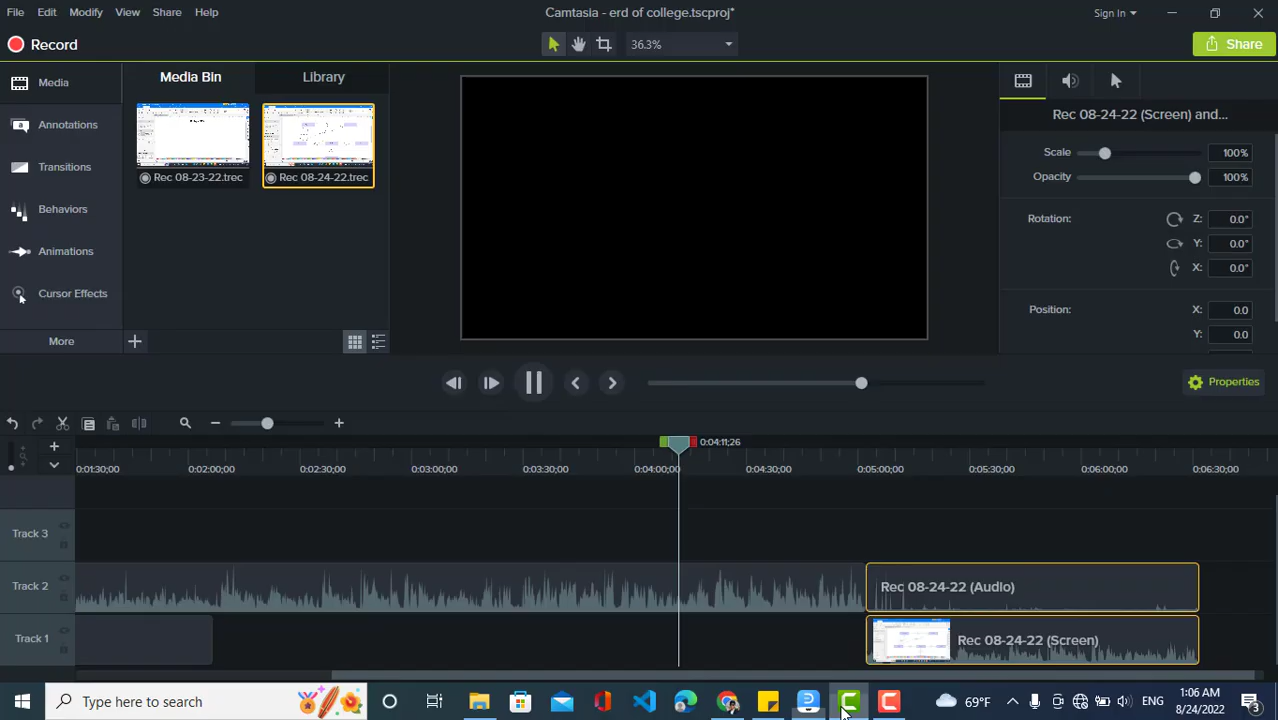 File Edit Modify View Share Help
Camtasia - erd of college.tscproj*
Sign In
Record
36.3%
Share
Media
Media Bin
Library
Rec 08-24-22 (Screen) and...
Scale 100%
Opacity 100%
Transitions
Rec 08-23-22.trec
Rec 08-24-22.trec
Behaviors
Rotation: Z: 0.0°
Y: 0.0°
Animations
X: 0.0°
Cursor Effects
Position: X: 0.0
Y: 0.0
More
Properties
0:04:11;26
0:01:30;00 0:02:00;00 0:02:30;00 0:03:00;00 0:03:30;00 0:04:00;00 0:04:30;00 0:05:00;00 0:05:30;00 0:06:00;00 0:06:30;00
Track 3
Track 2
Rec 08-24-22 (Audio)
Track 1
Rec 08-24-22 (Screen)
Type here to search
69°F
ENG
1:06 AM
8/24/2022
3